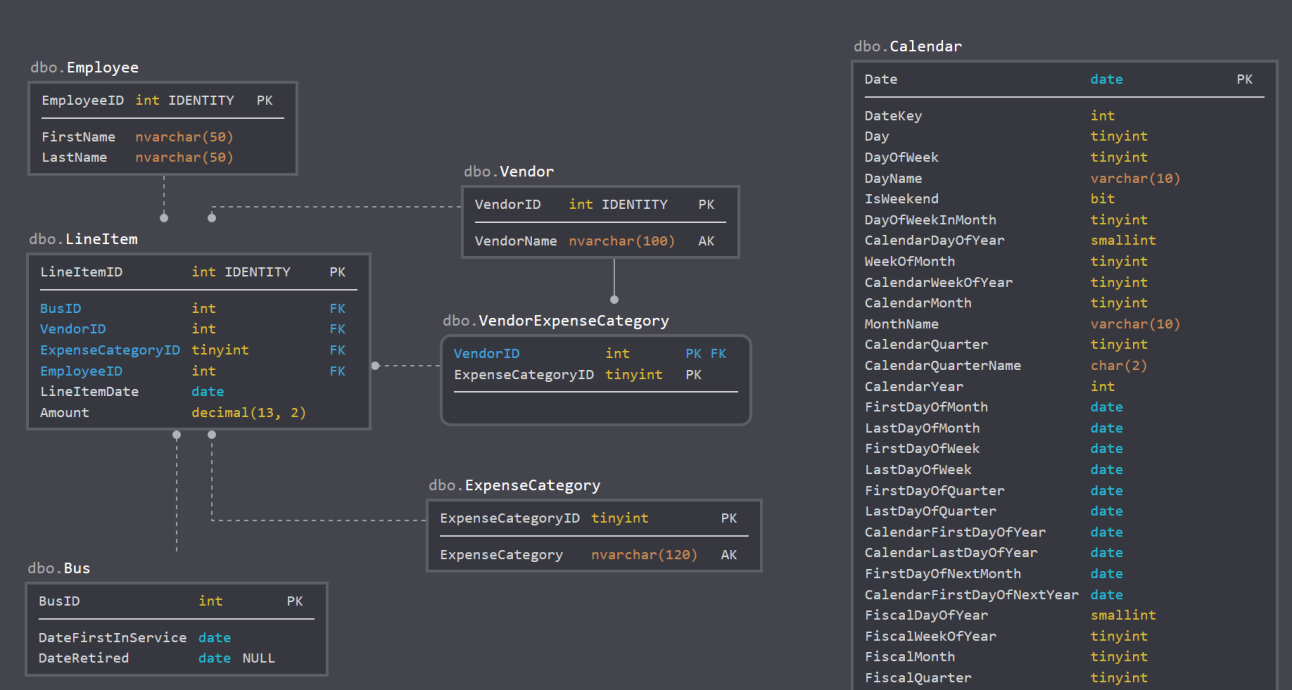 dbo.Employee
EmployeeID int IDENTITY PK
FirstName nvarchar(50)
LastName nvarchar(50)
dbo.LineItem
LineItemID int IDENTITY PK
BusID int FK
VendorID int FK
ExpenseCategoryID tinyint FK
EmployeeID int FK
LineItemDate date
Amount decimal(13, 2)
dbo.Bus
BusID int PK
DateFirstInService date
DateRetired date NULL
dbo.Vendor
VendorID int IDENTITY PK
VendorName nvarchar(100) AK
dbo.VendorExpenseCategory
VendorID int PK FK
ExpenseCategoryID tinyint PK
dbo.ExpenseCategory
ExpenseCategoryID tinyint PK
ExpenseCategory nvarchar(120) AK
dbo.Calendar
Date date PK
DateKey int
Day tinyint
DayOfWeek tinyint
DayName varchar(10)
IsWeekend bit
DayOfWeekInMonth tinyint
CalendarDayOfYear smallint
WeekOfMonth tinyint
CalendarWeekOfYear tinyint
CalendarMonth tinyint
MonthName varchar(10)
CalendarQuarter tinyint
CalendarQuarterName char(2)
CalendarYear int
FirstDayOfMonth date
LastDayOfMonth date
FirstDayOfWeek date
LastDayOfWeek date
FirstDayOfQuarter date
LastDayOfQuarter date
CalendarFirstDayOfYear date
CalendarLastDayOfYear date
FirstDayOfNextMonth date
CalendarFirstDayOfNextYear date
FiscalDayOfYear smallint
FiscalWeekOfYear tinyint
FiscalMonth tinyint
FiscalQuarter tinyint